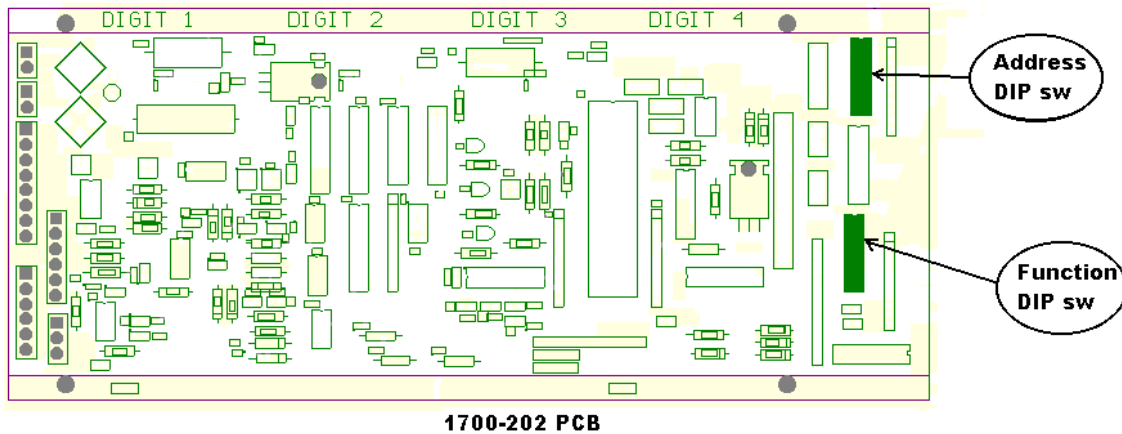 DIGIT 1 DIGIT 2 DIGIT 3 DIGIT 4
Address
DIP sw
Function
DIP sw
1700-202 PCB